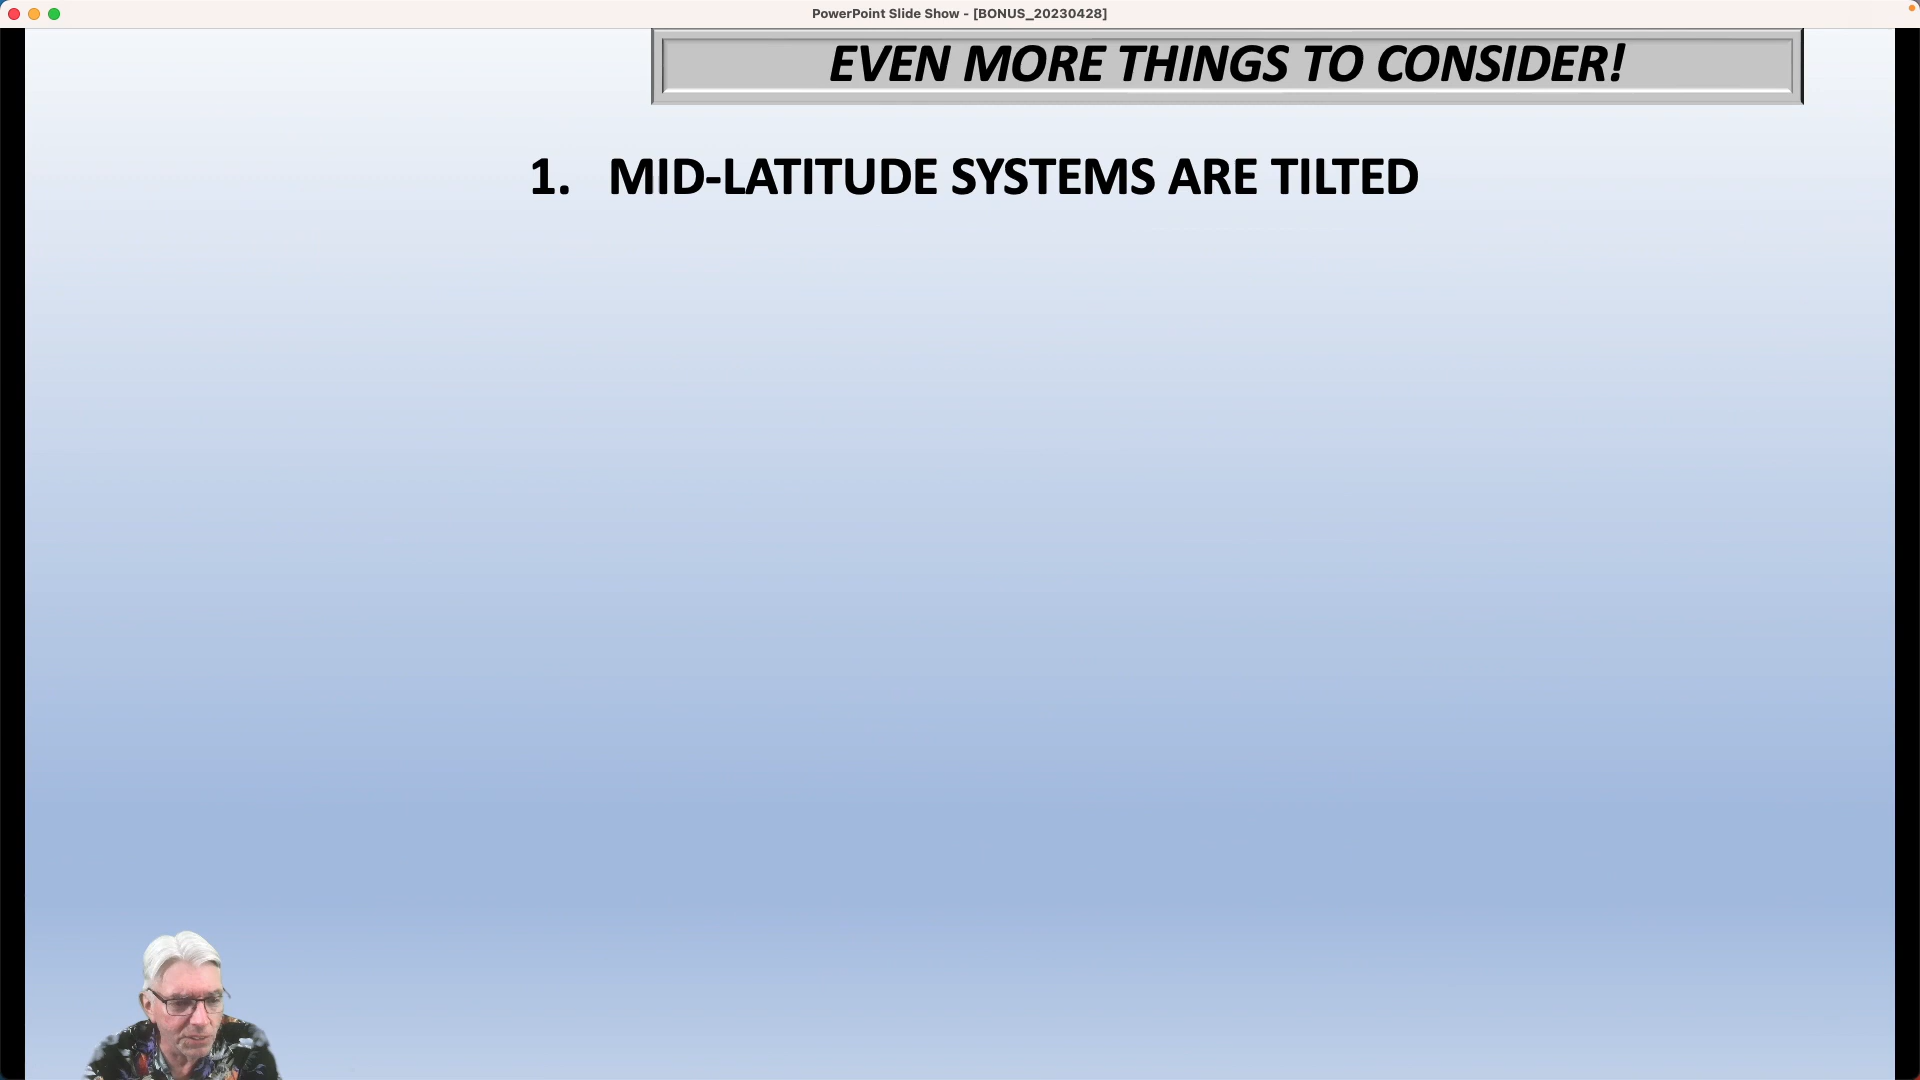 PowerPoint Slide Show - [BONUS_20230428]
EVEN MORE THINGS TO CONSIDER!
1. MID-LATITUDE SYSTEMS ARE TILTED